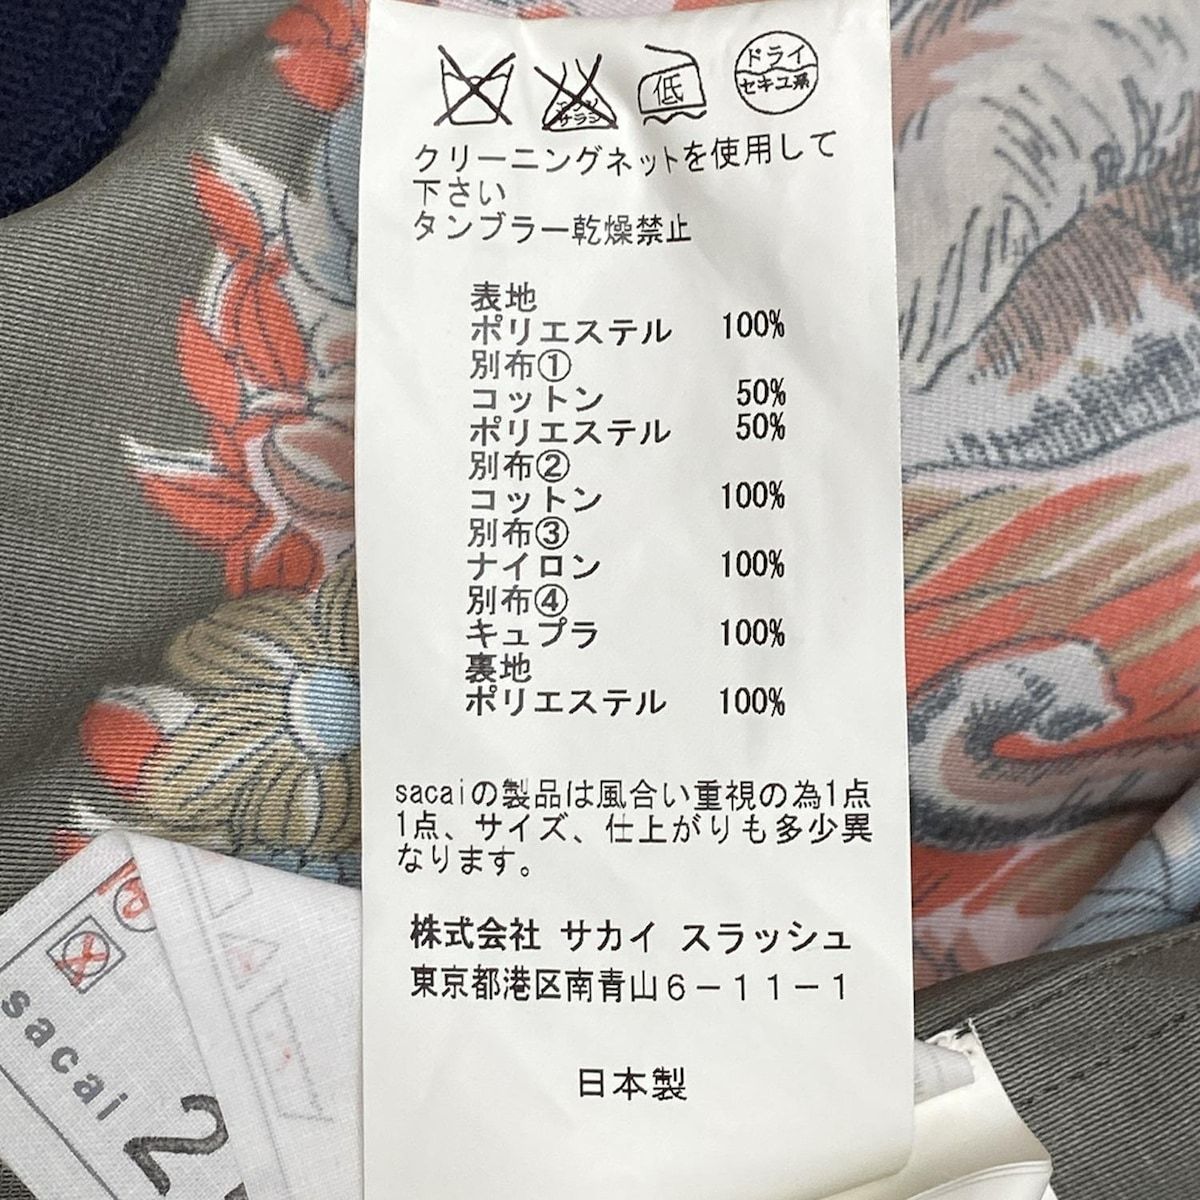 低
ドライ
セキユ系
エンソ
サラシ
クリーニングネットを使用して
下さい
タンブラー乾燥禁止
表地
ポリエステル 100%
別布①
コットン 50%
ポリエステル 50%
別布②
コットン 100%
別布③
ナイロン 100%
別布④
キュプラ 100%
裏地
ポリエステル 100%
sacaiの製品は風合い重視の為1点
1点、サイズ、仕上がりも多少異
なります。
株式会社 サカイ スラッシュ
東京都港区南青山6-11-1
日本製
sacai
2